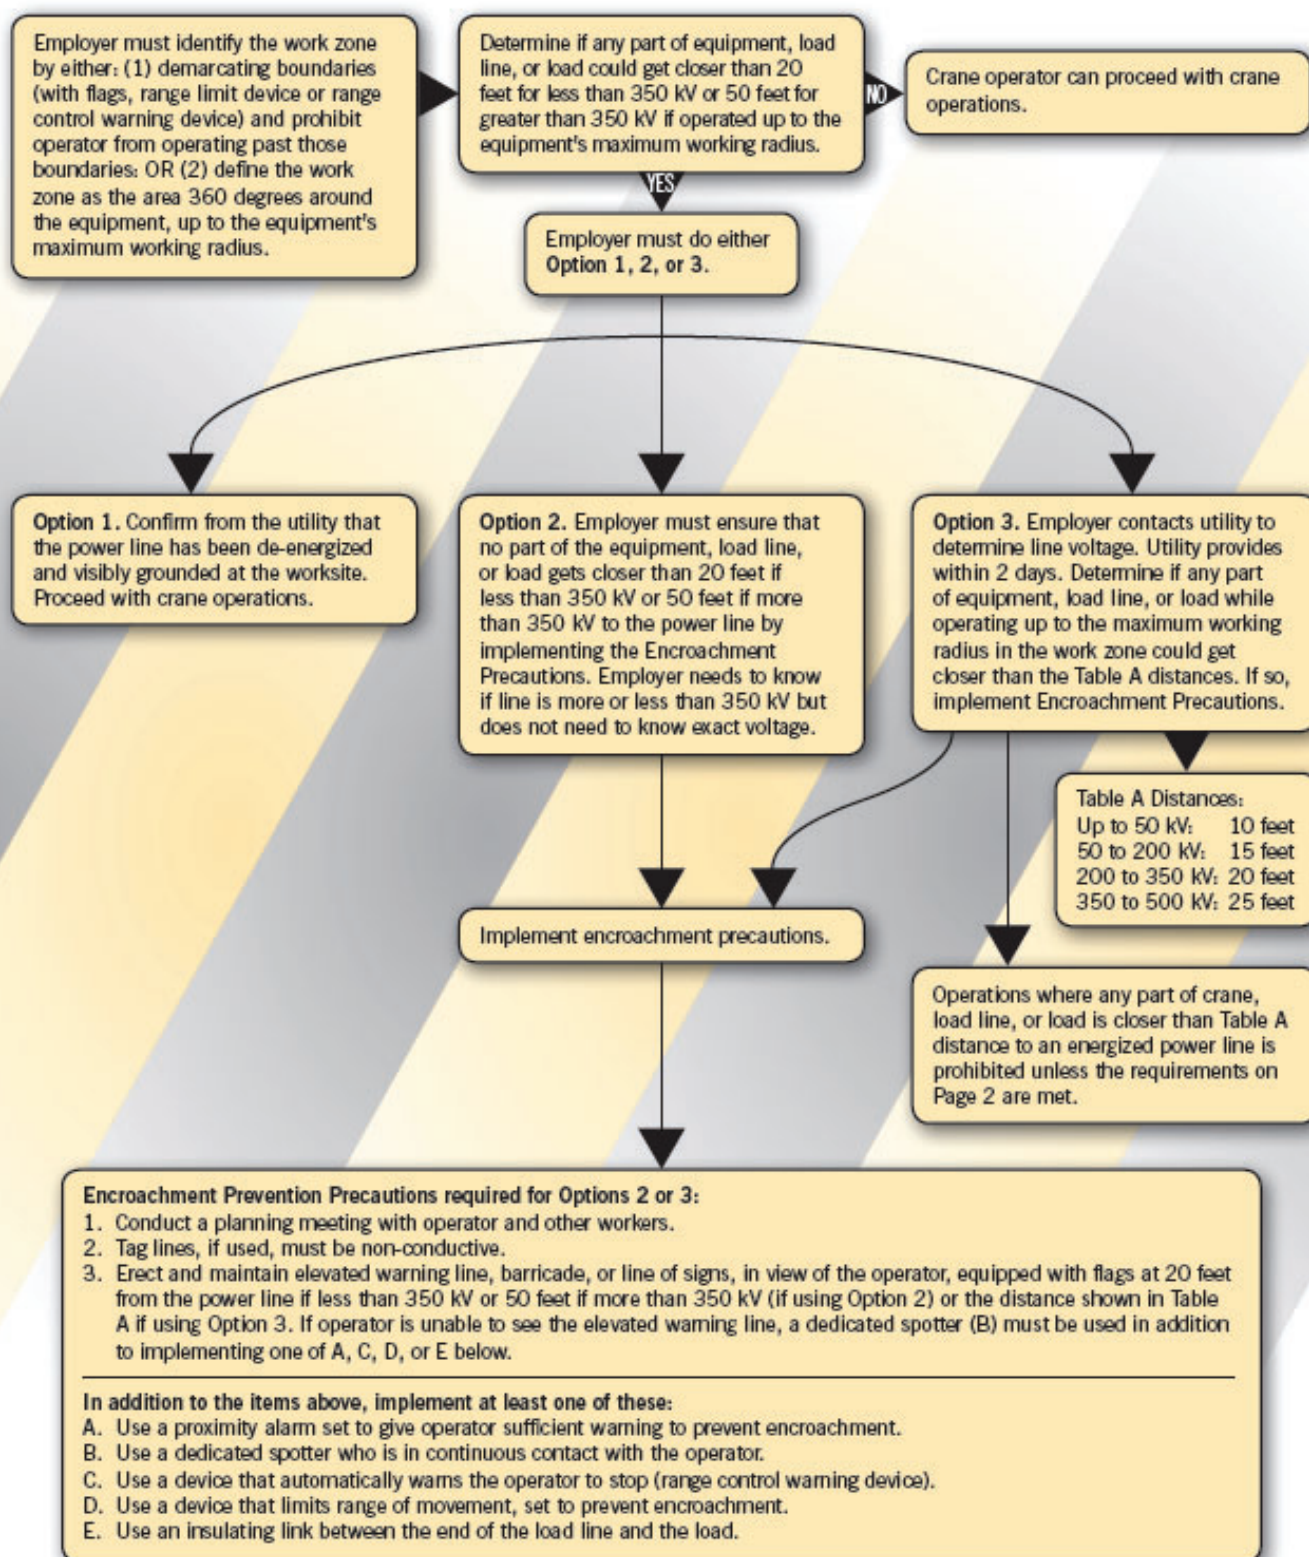 Employer must identify the work zone
by either: (1) demarcating boundaries
(with flags, range limit device or range
control warning device) and prohibit
operator from operating past those
boundaries: OR (2) define the work
zone as the area 360 degrees around
the equipment, up to the equipment's
maximum working radius.
Determine if any part of equipment, load
line, or load could get closer than 20
feet for less than 350 kV or 50 feet for
greater than 350 kV if operated up to the
equipment's maximum working radius.
NO
Crane operator can proceed with crane
operations.
YES
Employer must do either
Option 1, 2, or 3.
Option 1. Confirm from the utility that
the power line has been de-energized
and visibly grounded at the worksite.
Proceed with crane operations.
Option 2. Employer must ensure that
no part of the equipment, load line,
or load gets closer than 20 feet if
less than 350 kV or 50 feet if more
than 350 kV to the power line by
implementing the Encroachment
Precautions. Employer needs to know
if line is more or less than 350 kV but
does not need to know exact voltage.
Option 3. Employer contacts utility to
determine line voltage. Utility provides
within 2 days. Determine if any part
of equipment, load line, or load while
operating up to the maximum working
radius in the work zone could get
closer than the Table A distances. If so,
implement Encroachment Precautions.
Table A Distances:
Up to 50 kV: 10 feet
50 to 200 kV: 15 feet
200 to 350 kV: 20 feet
350 to 500 kV: 25 feet
Implement encroachment precautions.
Operations where any part of crane,
load line, or load is closer than Table A
distance to an energized power line is
prohibited unless the requirements on
Page 2 are met.
Encroachment Prevention Precautions required for Options 2 or 3:
1. Conduct a planning meeting with operator and other workers.
2. Tag lines, if used, must be non-conductive.
3. Erect and maintain elevated warning line, barricade, or line of signs, in view of the operator, equipped with flags at 20 feet
from the power line if less than 350 kV or 50 feet if more than 350 kV (if using Option 2) or the distance shown in Table
A if using Option 3. If operator is unable to see the elevated warning line, a dedicated spotter (B) must be used in addition
to implementing one of A, C, D, or E below.
In addition to the items above, implement at least one of these:
A. Use a proximity alarm set to give operator sufficient warning to prevent encroachment.
B. Use a dedicated spotter who is in continuous contact with the operator.
C. Use a device that automatically warns the operator to stop (range control warning device).
D. Use a device that limits range of movement, set to prevent encroachment.
E. Use an insulating link between the end of the load line and the load.